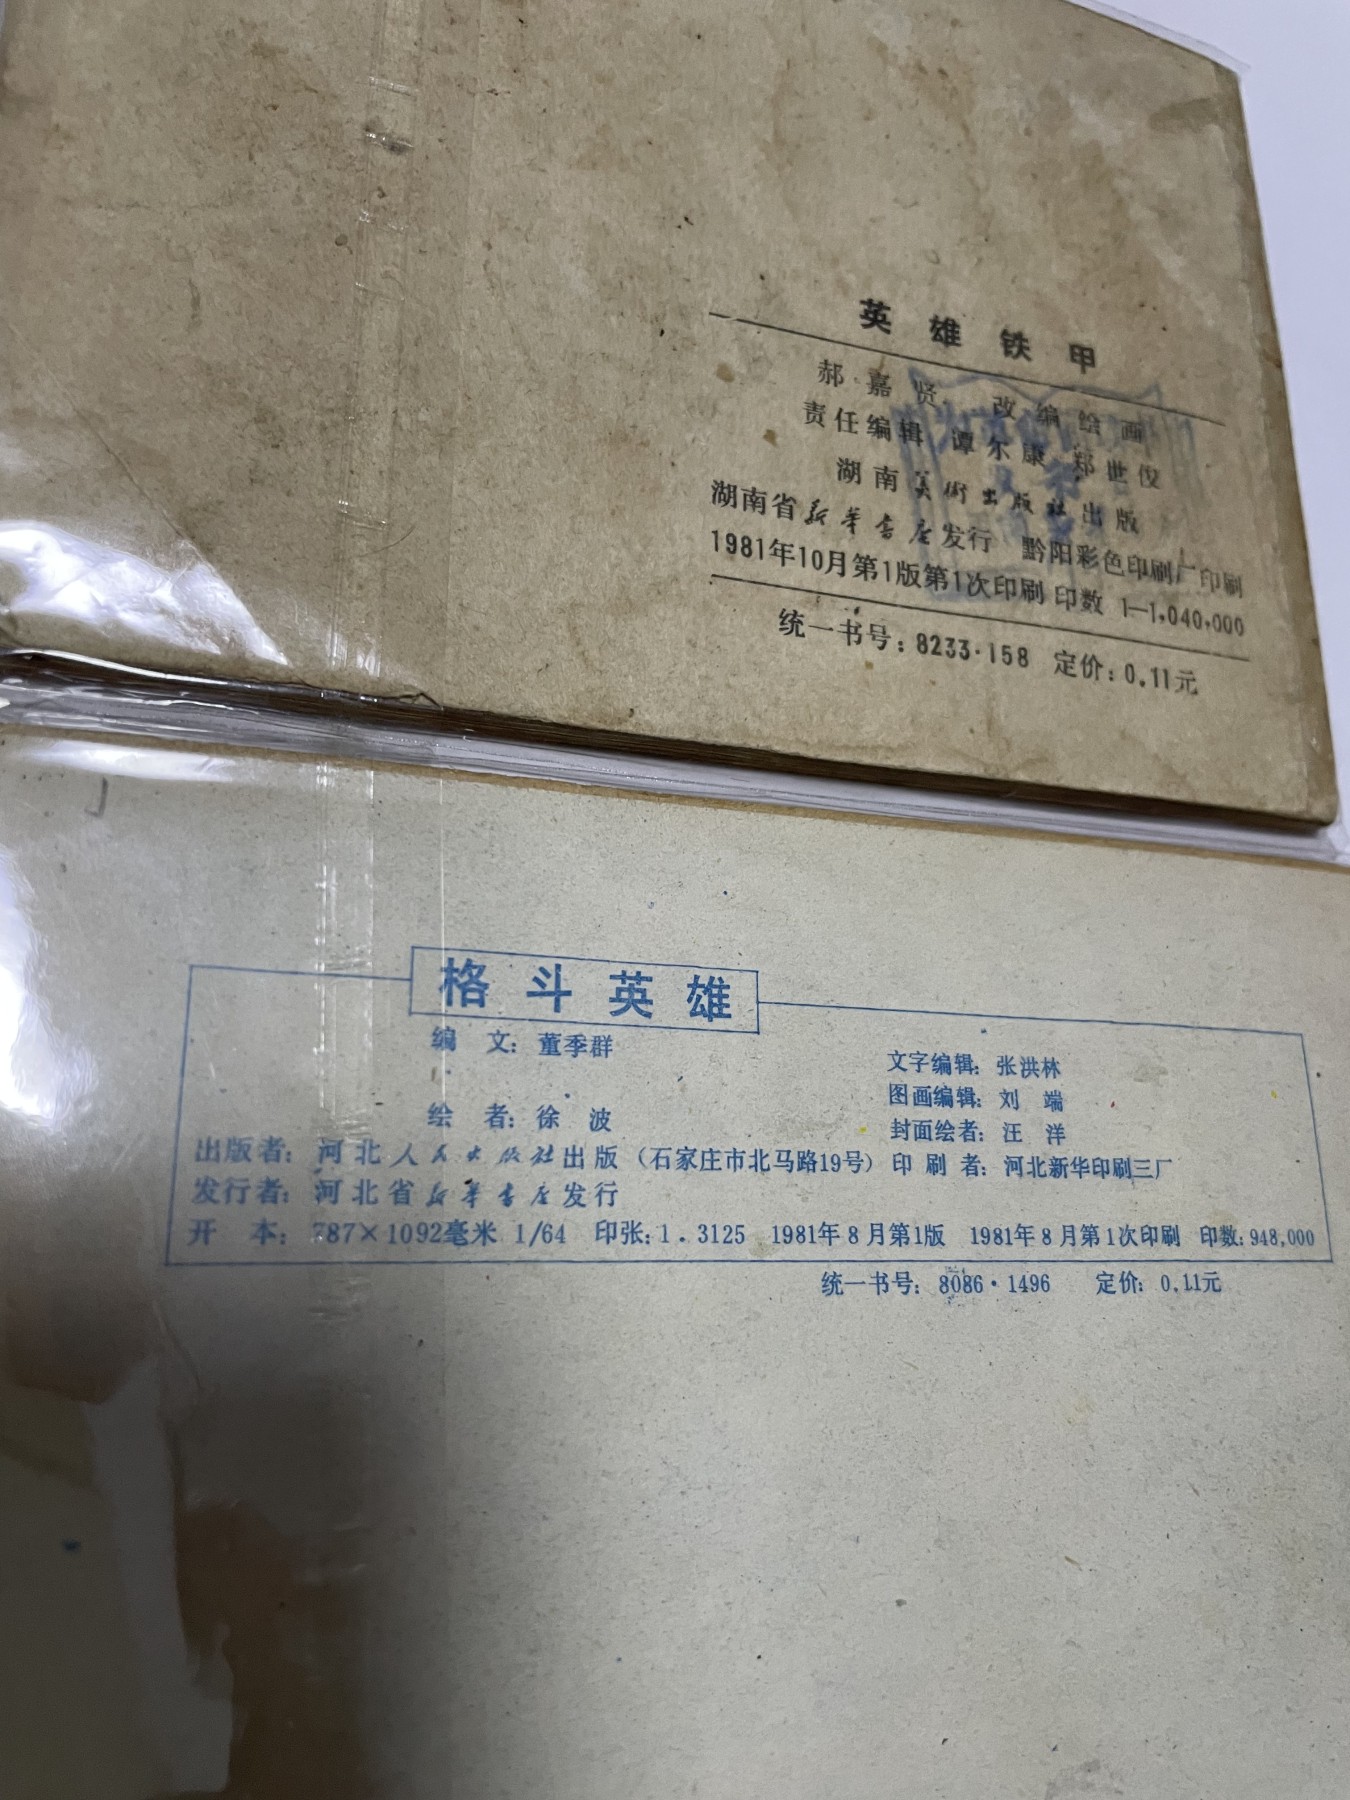 英雄铁甲
郝嘉贤 改编绘画
责任编辑 谭尔康 郑世俊
湖南美术出版社出版
湖南省新华书店发行 黔阳彩色印刷厂印刷
1981年10月第1版第1次印刷 印数 1—1,040,000
统一书号:8233·158 定价:0.11元
格斗英雄
编 文:董季群
文字编辑:张洪林
图画编辑:刘 端
绘 者:徐 波
封面绘者:汪 洋
出版者:河北人民出版社出版(石家庄市北马路19号) 印刷者:河北新华印刷三厂
发行者:河北省新华书店发行
开 本:787×1092毫米 1/64 印张:1.3125 1981年8月第1版 1981年8月第1次印刷 印数:948,000
统一书号:8086·1496 定价:0.11元